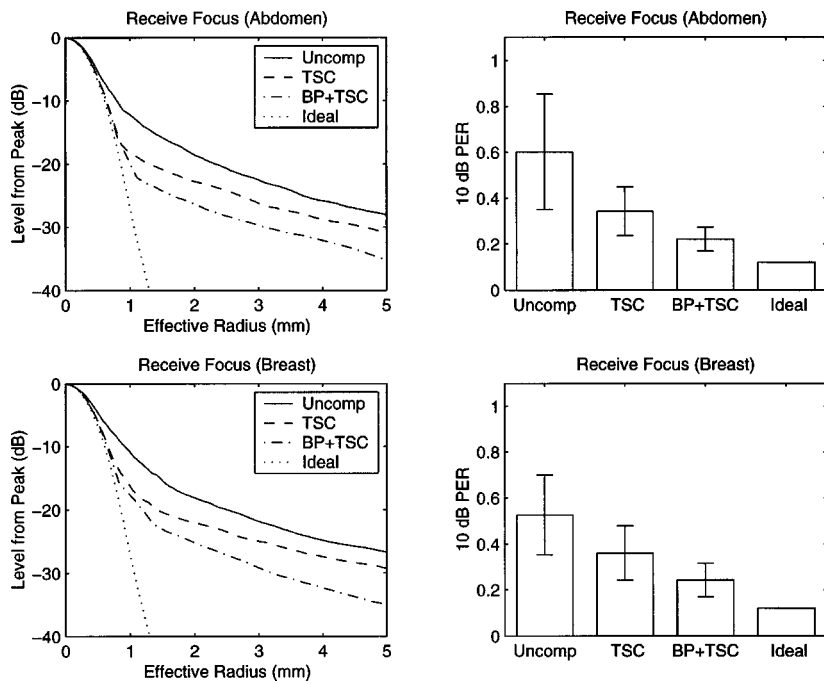 Receive Focus (Abdomen)
Level from Peak (dB)
0
−10
−20
−30
−40
Uncomp
TSC
BP+TSC
Ideal
0 1 2 3 4 5
Effective Radius (mm)
Receive Focus (Abdomen)
10 dB PER
1
0.8
0.6
0.4
0.2
0
Uncomp TSC BP+TSC Ideal
Receive Focus (Breast)
Level from Peak (dB)
0
−10
−20
−30
−40
Uncomp
TSC
BP+TSC
Ideal
0 1 2 3 4 5
Effective Radius (mm)
Receive Focus (Breast)
10 dB PER
1
0.8
0.6
0.4
0.2
0
Uncomp TSC BP+TSC Ideal